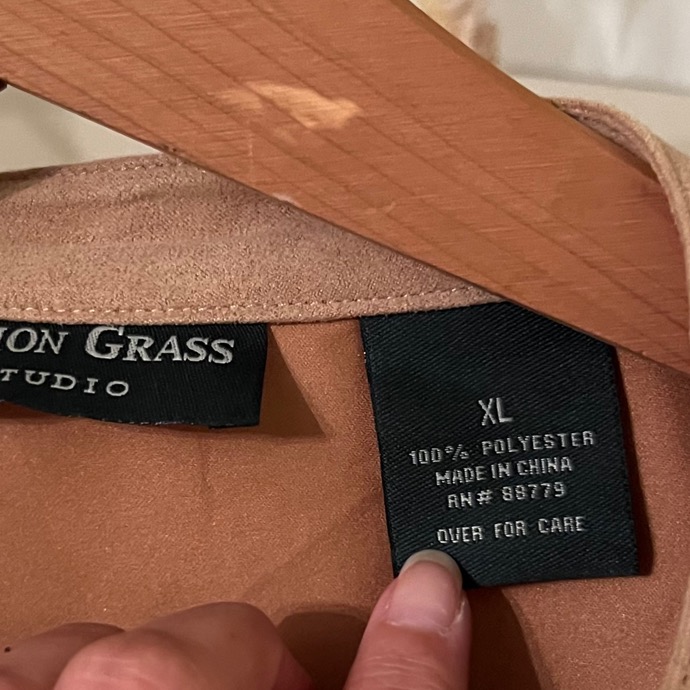 ION GRASS
TUDIO
XL
100% POLYESTER
MADE IN CHINA
RN# 88779
OVER FOR CARE